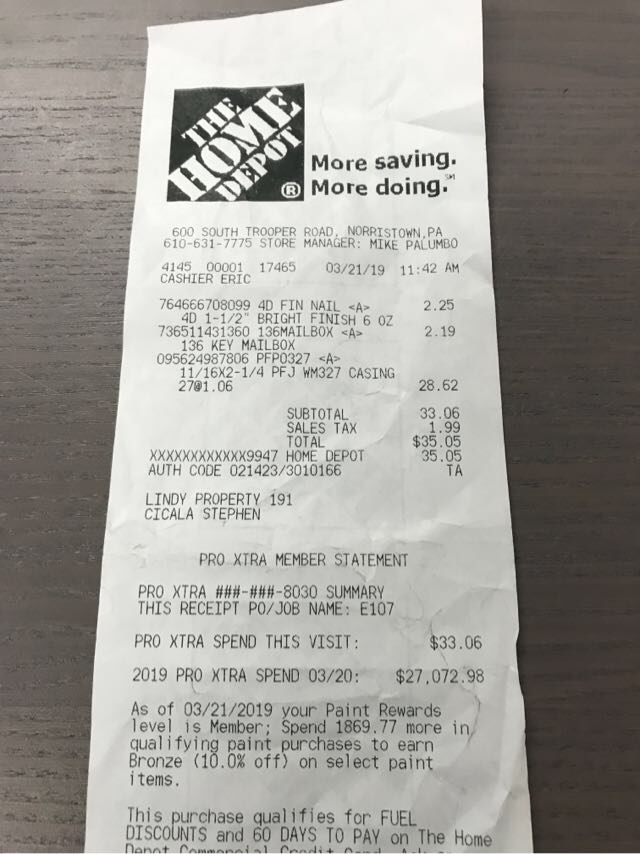 THE
HOME
DEPOT
®
More saving.
More doing.℠
600 SOUTH TROOPER ROAD, NORRISTOWN,PA
610-631-7775 STORE MANAGER: MIKE PALUMBO
4145 00001 17465 03/21/19 11:42 AM
CASHIER ERIC
764666708099 4D FIN NAIL <A> 2.25
4D 1-1/2" BRIGHT FINISH 6 OZ
736511431360 136MAILBOX <A> 2.19
136 KEY MAILBOX
095624987806 PFP0327 <A>
11/16X2-1/4 PFJ WM327 CASING
27@1.06 28.62
SUBTOTAL 33.06
SALES TAX 1.99
TOTAL $35.05
XXXXXXXXXXXX9947 HOME DEPOT 35.05
AUTH CODE 021423/3010166 TA
LINDY PROPERTY 191
CICALA STEPHEN
PRO XTRA MEMBER STATEMENT
PRO XTRA ###-###-8030 SUMMARY
THIS RECEIPT PO/JOB NAME: E107
PRO XTRA SPEND THIS VISIT: $33.06
2019 PRO XTRA SPEND 03/20: $27,072.98
As of 03/21/2019 your Paint Rewards
level is Member; Spend 1869.77 more in
qualifying paint purchases to earn
Bronze (10.0% off) on select paint
items.
This purchase qualifies for FUEL
DISCOUNTS and 60 DAYS TO PAY on The Home
Depot Commercial Credit